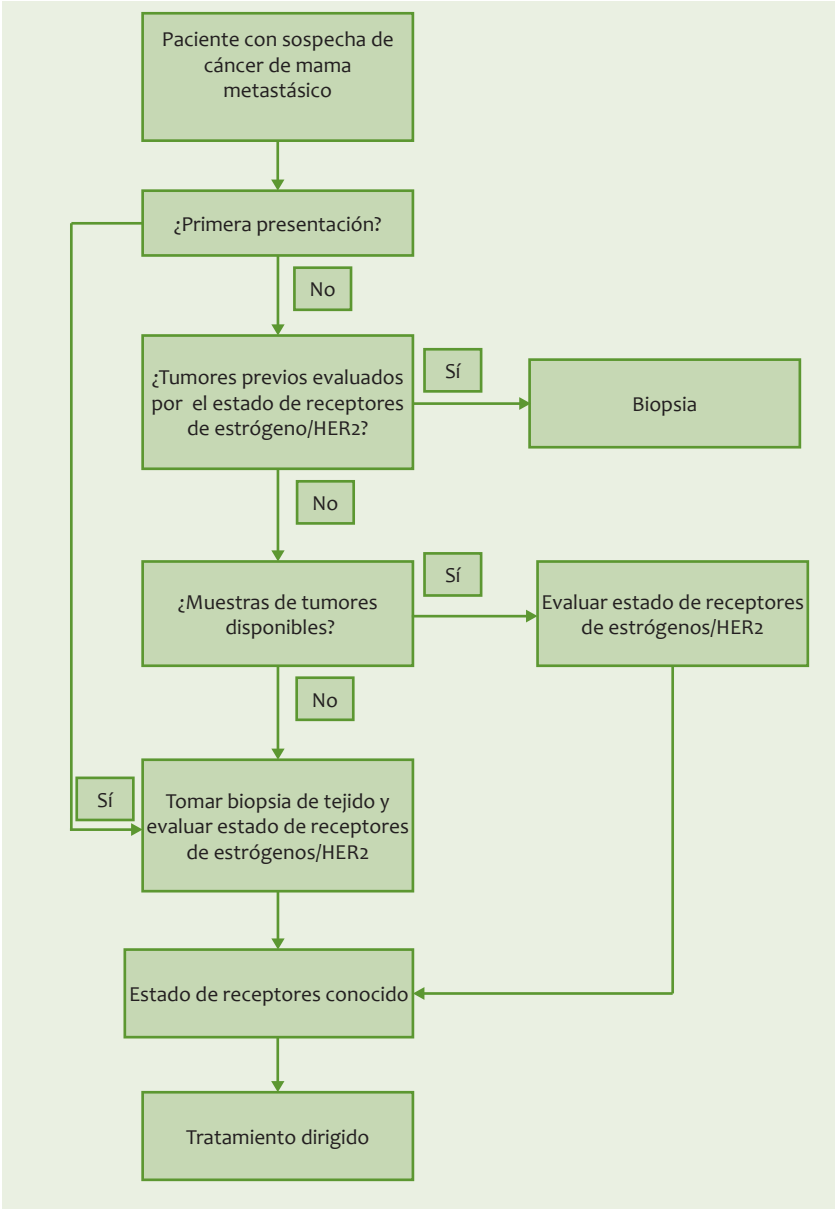 Paciente con sospecha de
cáncer de mama
metastásico
¿Primera presentación?
No
¿Tumores previos evaluados
por el estado de receptores
de estrógeno/HER2?
Sí
Biopsia
No
¿Muestras de tumores
disponibles?
Sí
Evaluar estado de receptores
de estrógenos/HER2
No
Sí
Tomar biopsia de tejido y
evaluar estado de receptores
de estrógenos/HER2
Estado de receptores conocido
Tratamiento dirigido